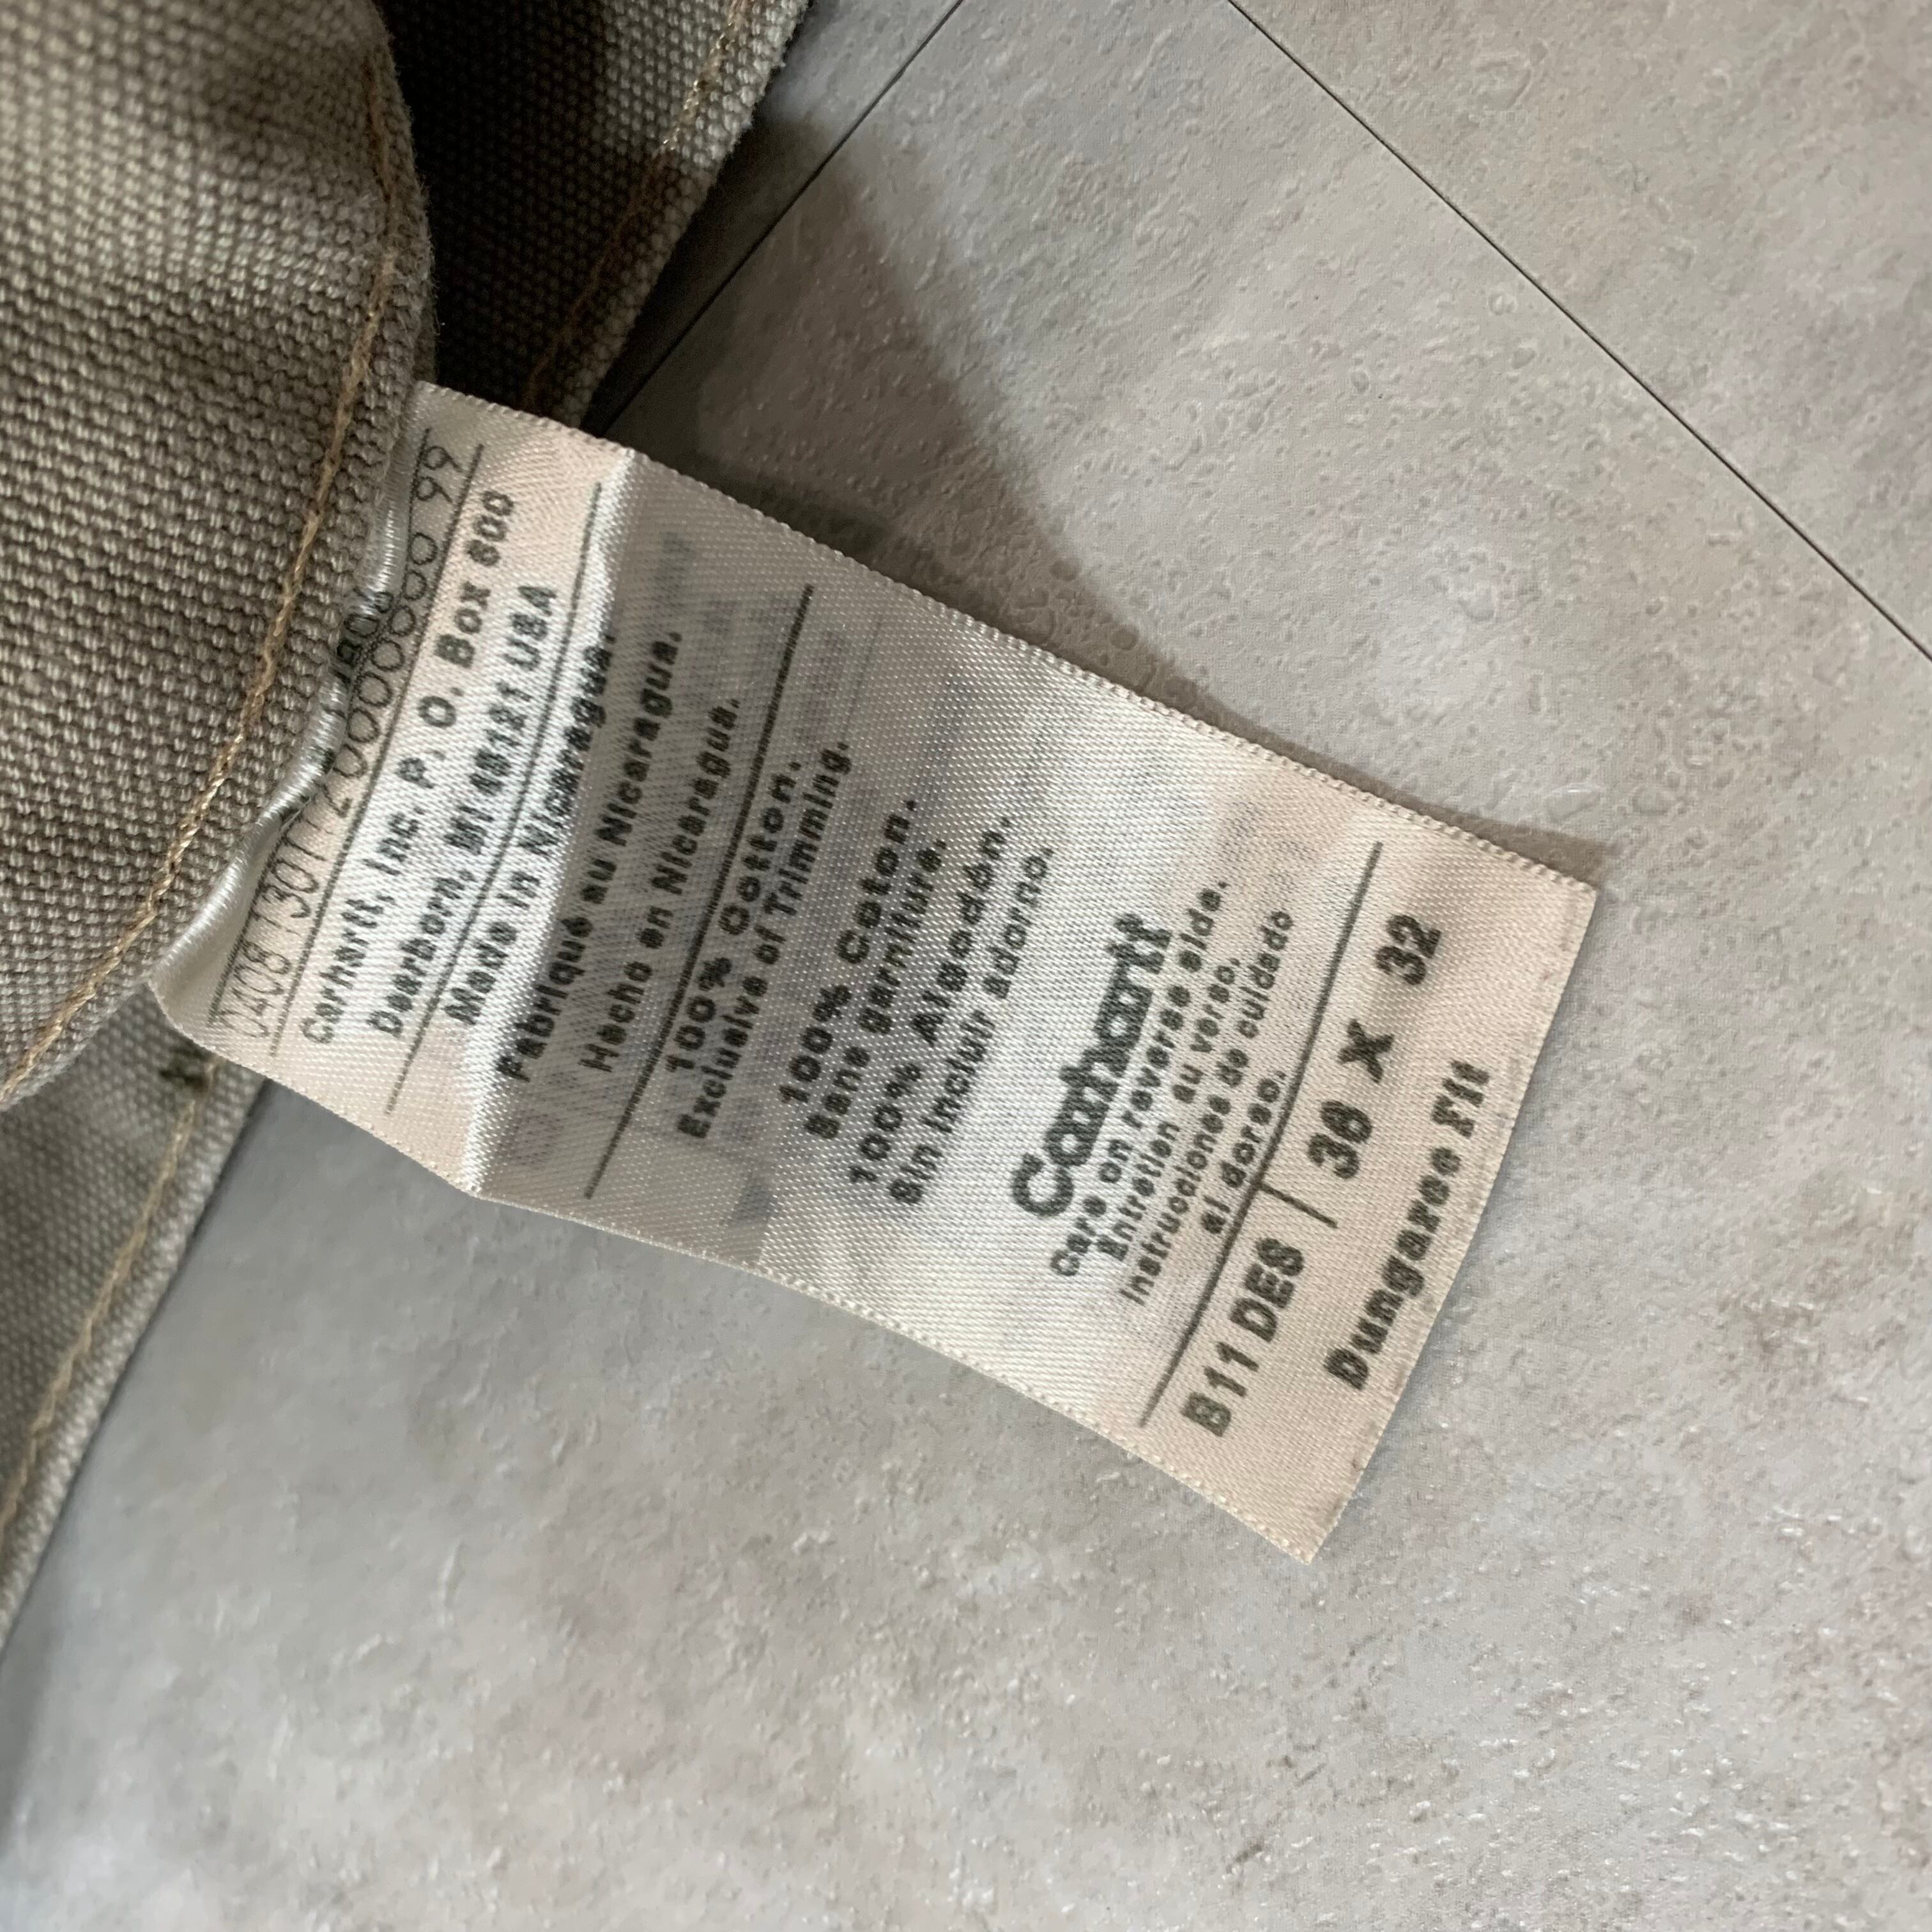 Carhartt, Inc. P. O. Box 600
Dearborn, MI 48121 USA
Made in Nicaragua.
Fabriqué au Nicaragua.
Hecho en Nicaragua.
100% Cotton.
Exclusive of Trimming.
100% Coton.
Sans garniture.
100% Algodón.
Sin Incluir Adorno.
Carhartt
Care on reverse side.
Entretien au verso.
Instrucciones de cuidado
al dorso.
B11 DES / 36 X 32
Dungaree Fit